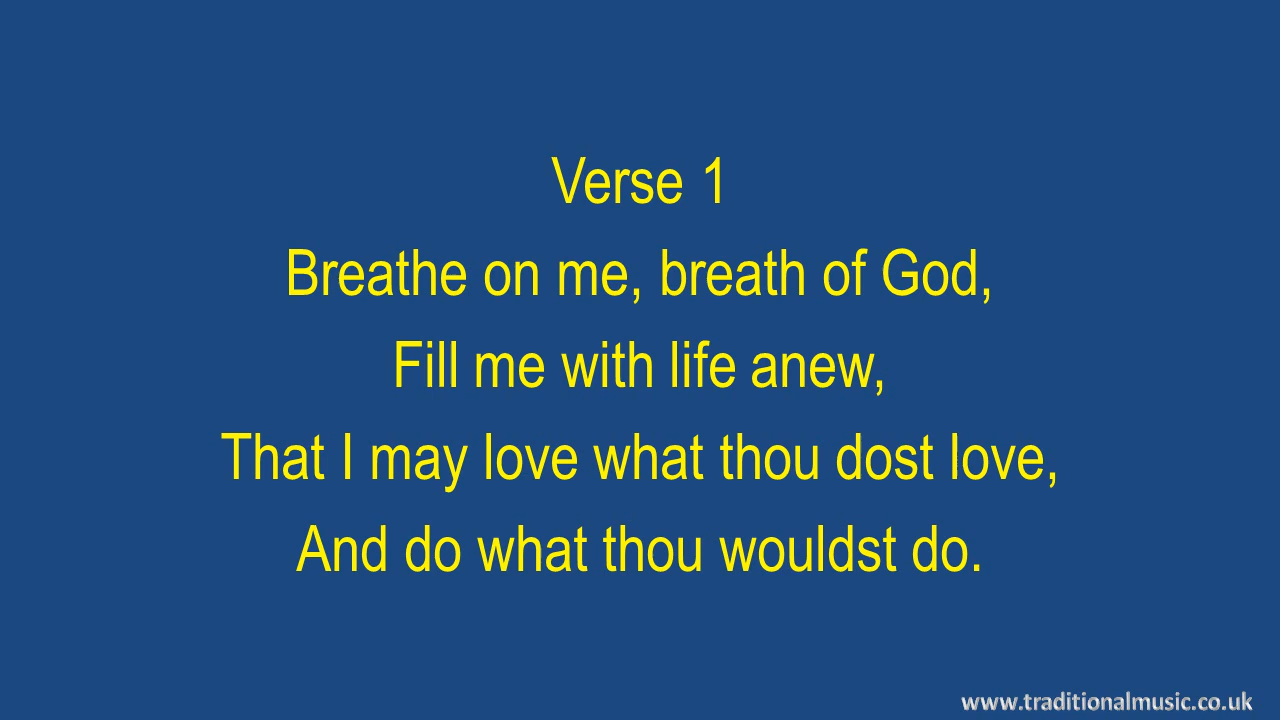 Verse 1
Breathe on me, breath of God,
Fill me with life anew,
That I may love what thou dost love,
And do what thou wouldst do.
www.traditionalmusic.co.uk